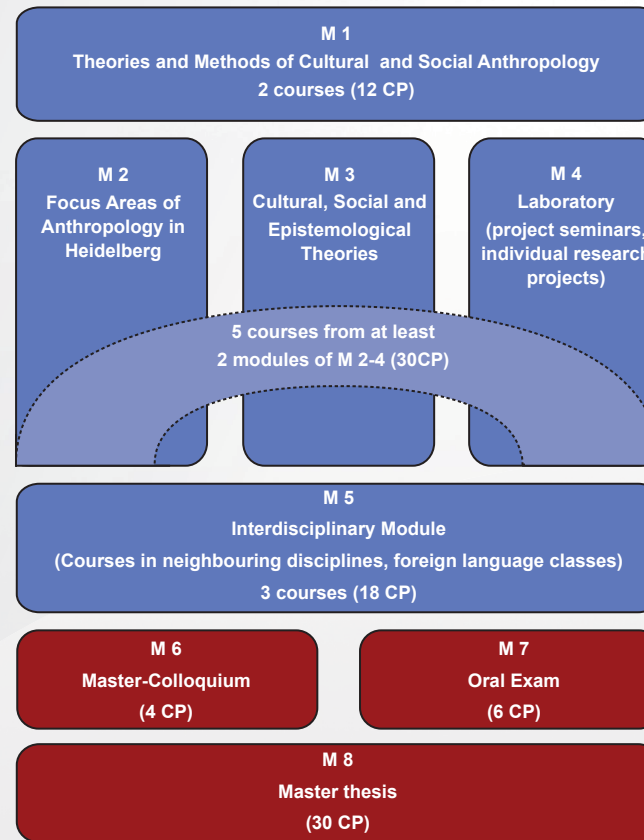 M 1
Theories and Methods of Cultural and Social Anthropology
2 courses (12 CP)
M 2
Focus Areas of
Anthropology in
Heidelberg
M 3
Cultural, Social and
Epistemological
Theories
M 4
Laboratory
(project seminars,
individual research
projects)
5 courses from at least
2 modules of M 2-4 (30CP)
M 5
Interdisciplinary Module
(Courses in neighbouring disciplines, foreign language classes)
3 courses (18 CP)
M 6
Master-Colloquium
(4 CP)
M 7
Oral Exam
(6 CP)
M 8
Master thesis
(30 CP)